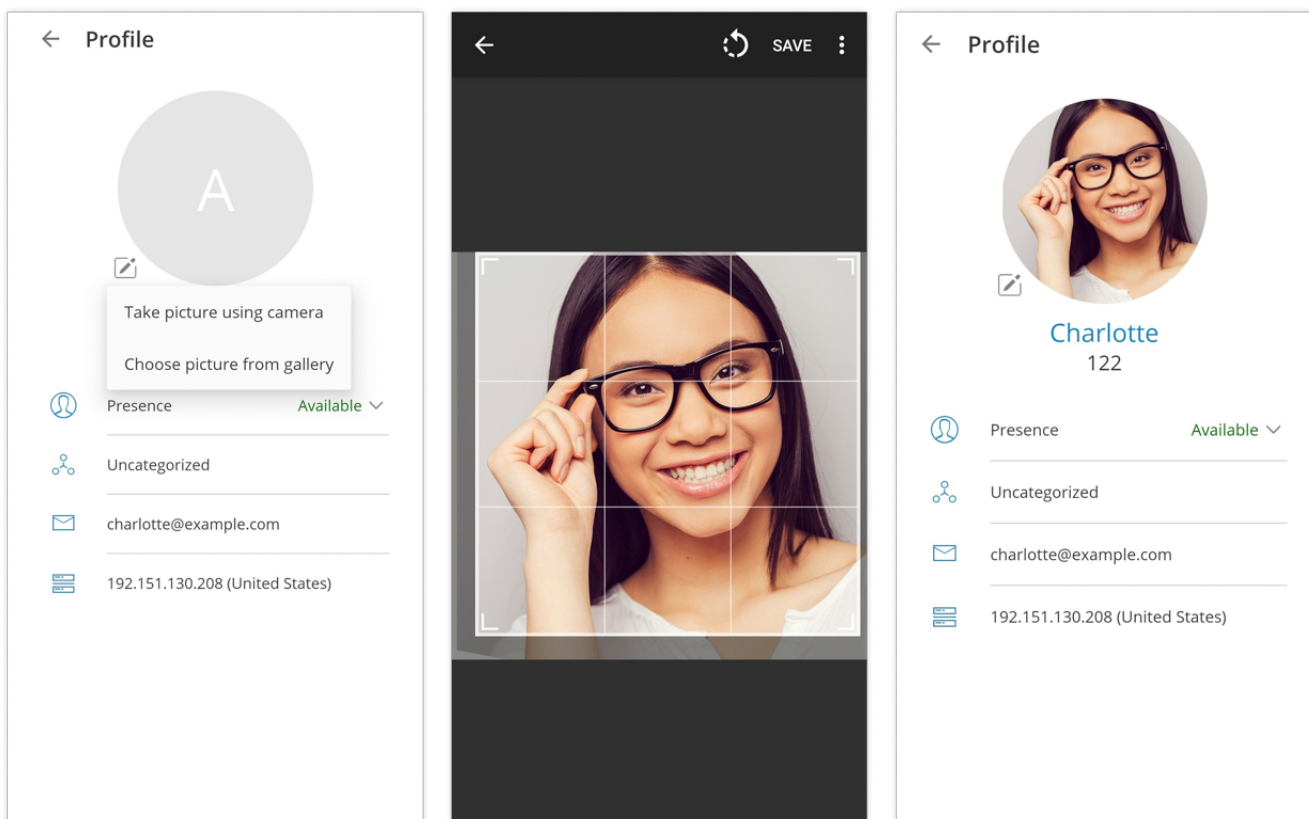 Profile
A
Take picture using camera
Choose picture from gallery
Presence Available
Uncategorized
charlotte@example.com
192.151.130.208 (United States)
SAVE
Profile
Charlotte
122
Presence Available
Uncategorized
charlotte@example.com
192.151.130.208 (United States)